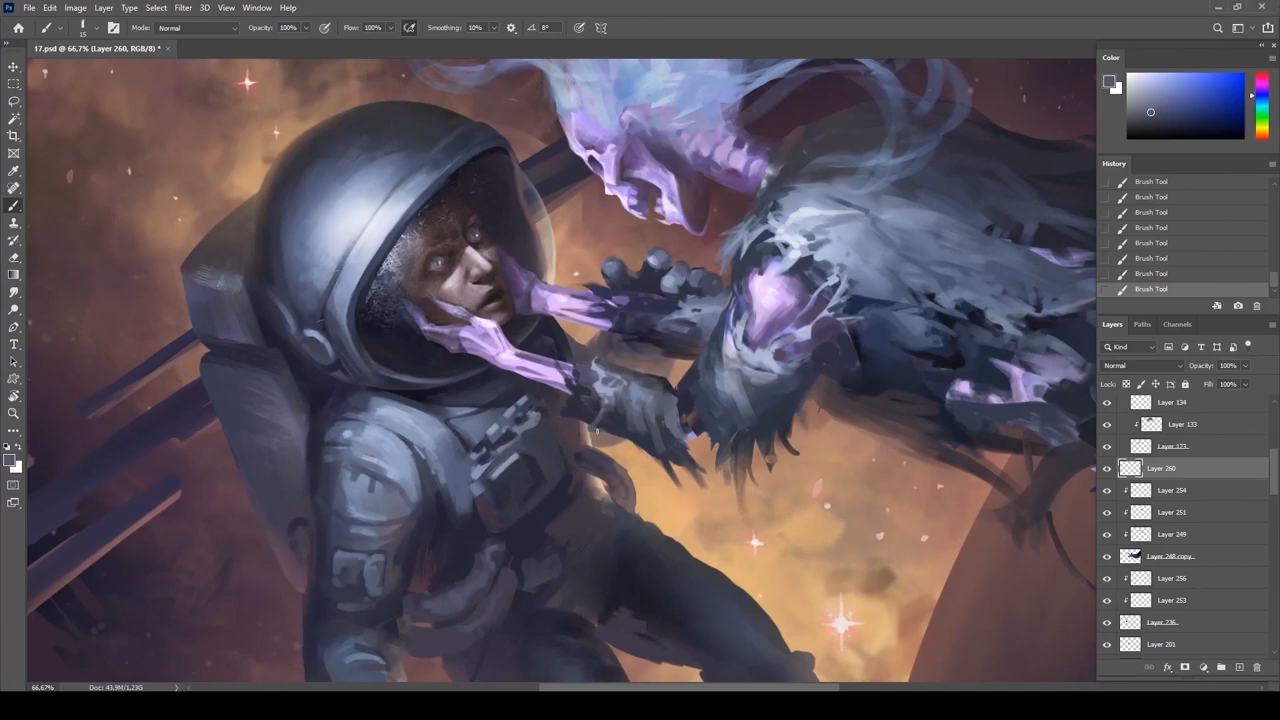 Ps File Edit Image Layer Type Select Filter 3D View Window Help
15 Mode: Normal Opacity: 100% Flow: 100% Smoothing: 10% 8°
17.psd @ 66,7% (Layer 260, RGB/8) *
Color
History
Brush Tool
Brush Tool
Brush Tool
Brush Tool
Brush Tool
Brush Tool
Brush Tool
Brush Tool
Layers Paths Channels
Kind
Normal Opacity: 100%
Lock: Fill: 100%
Layer 134
Layer 133
Layer 123
Layer 260
Layer 254
Layer 251
Layer 249
Layer 248 copy
Layer 256
Layer 253
Layer 236
Layer 201
66,67% Doc: 43,9M/1,23G